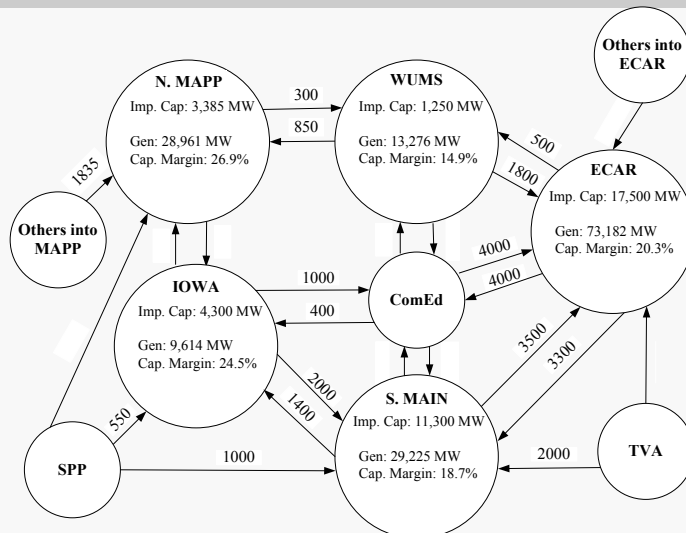 Others into
ECAR
N. MAPP
Imp. Cap: 3,385 MW
Gen: 28,961 MW
Cap. Margin: 26.9%
300
850
WUMS
Imp. Cap: 1,250 MW
Gen: 13,276 MW
Cap. Margin: 14.9%
500
1800
ECAR
Imp. Cap: 17,500 MW
Gen: 73,182 MW
Cap. Margin: 20.3%
1835
Others into
MAPP
4000
4000
IOWA
Imp. Cap: 4,300 MW
Gen: 9,614 MW
Cap. Margin: 24.5%
1000
400
ComEd
3500
3300
2000
1400
S. MAIN
Imp. Cap: 11,300 MW
Gen: 29,225 MW
Cap. Margin: 18.7%
550
SPP
1000
2000
TVA